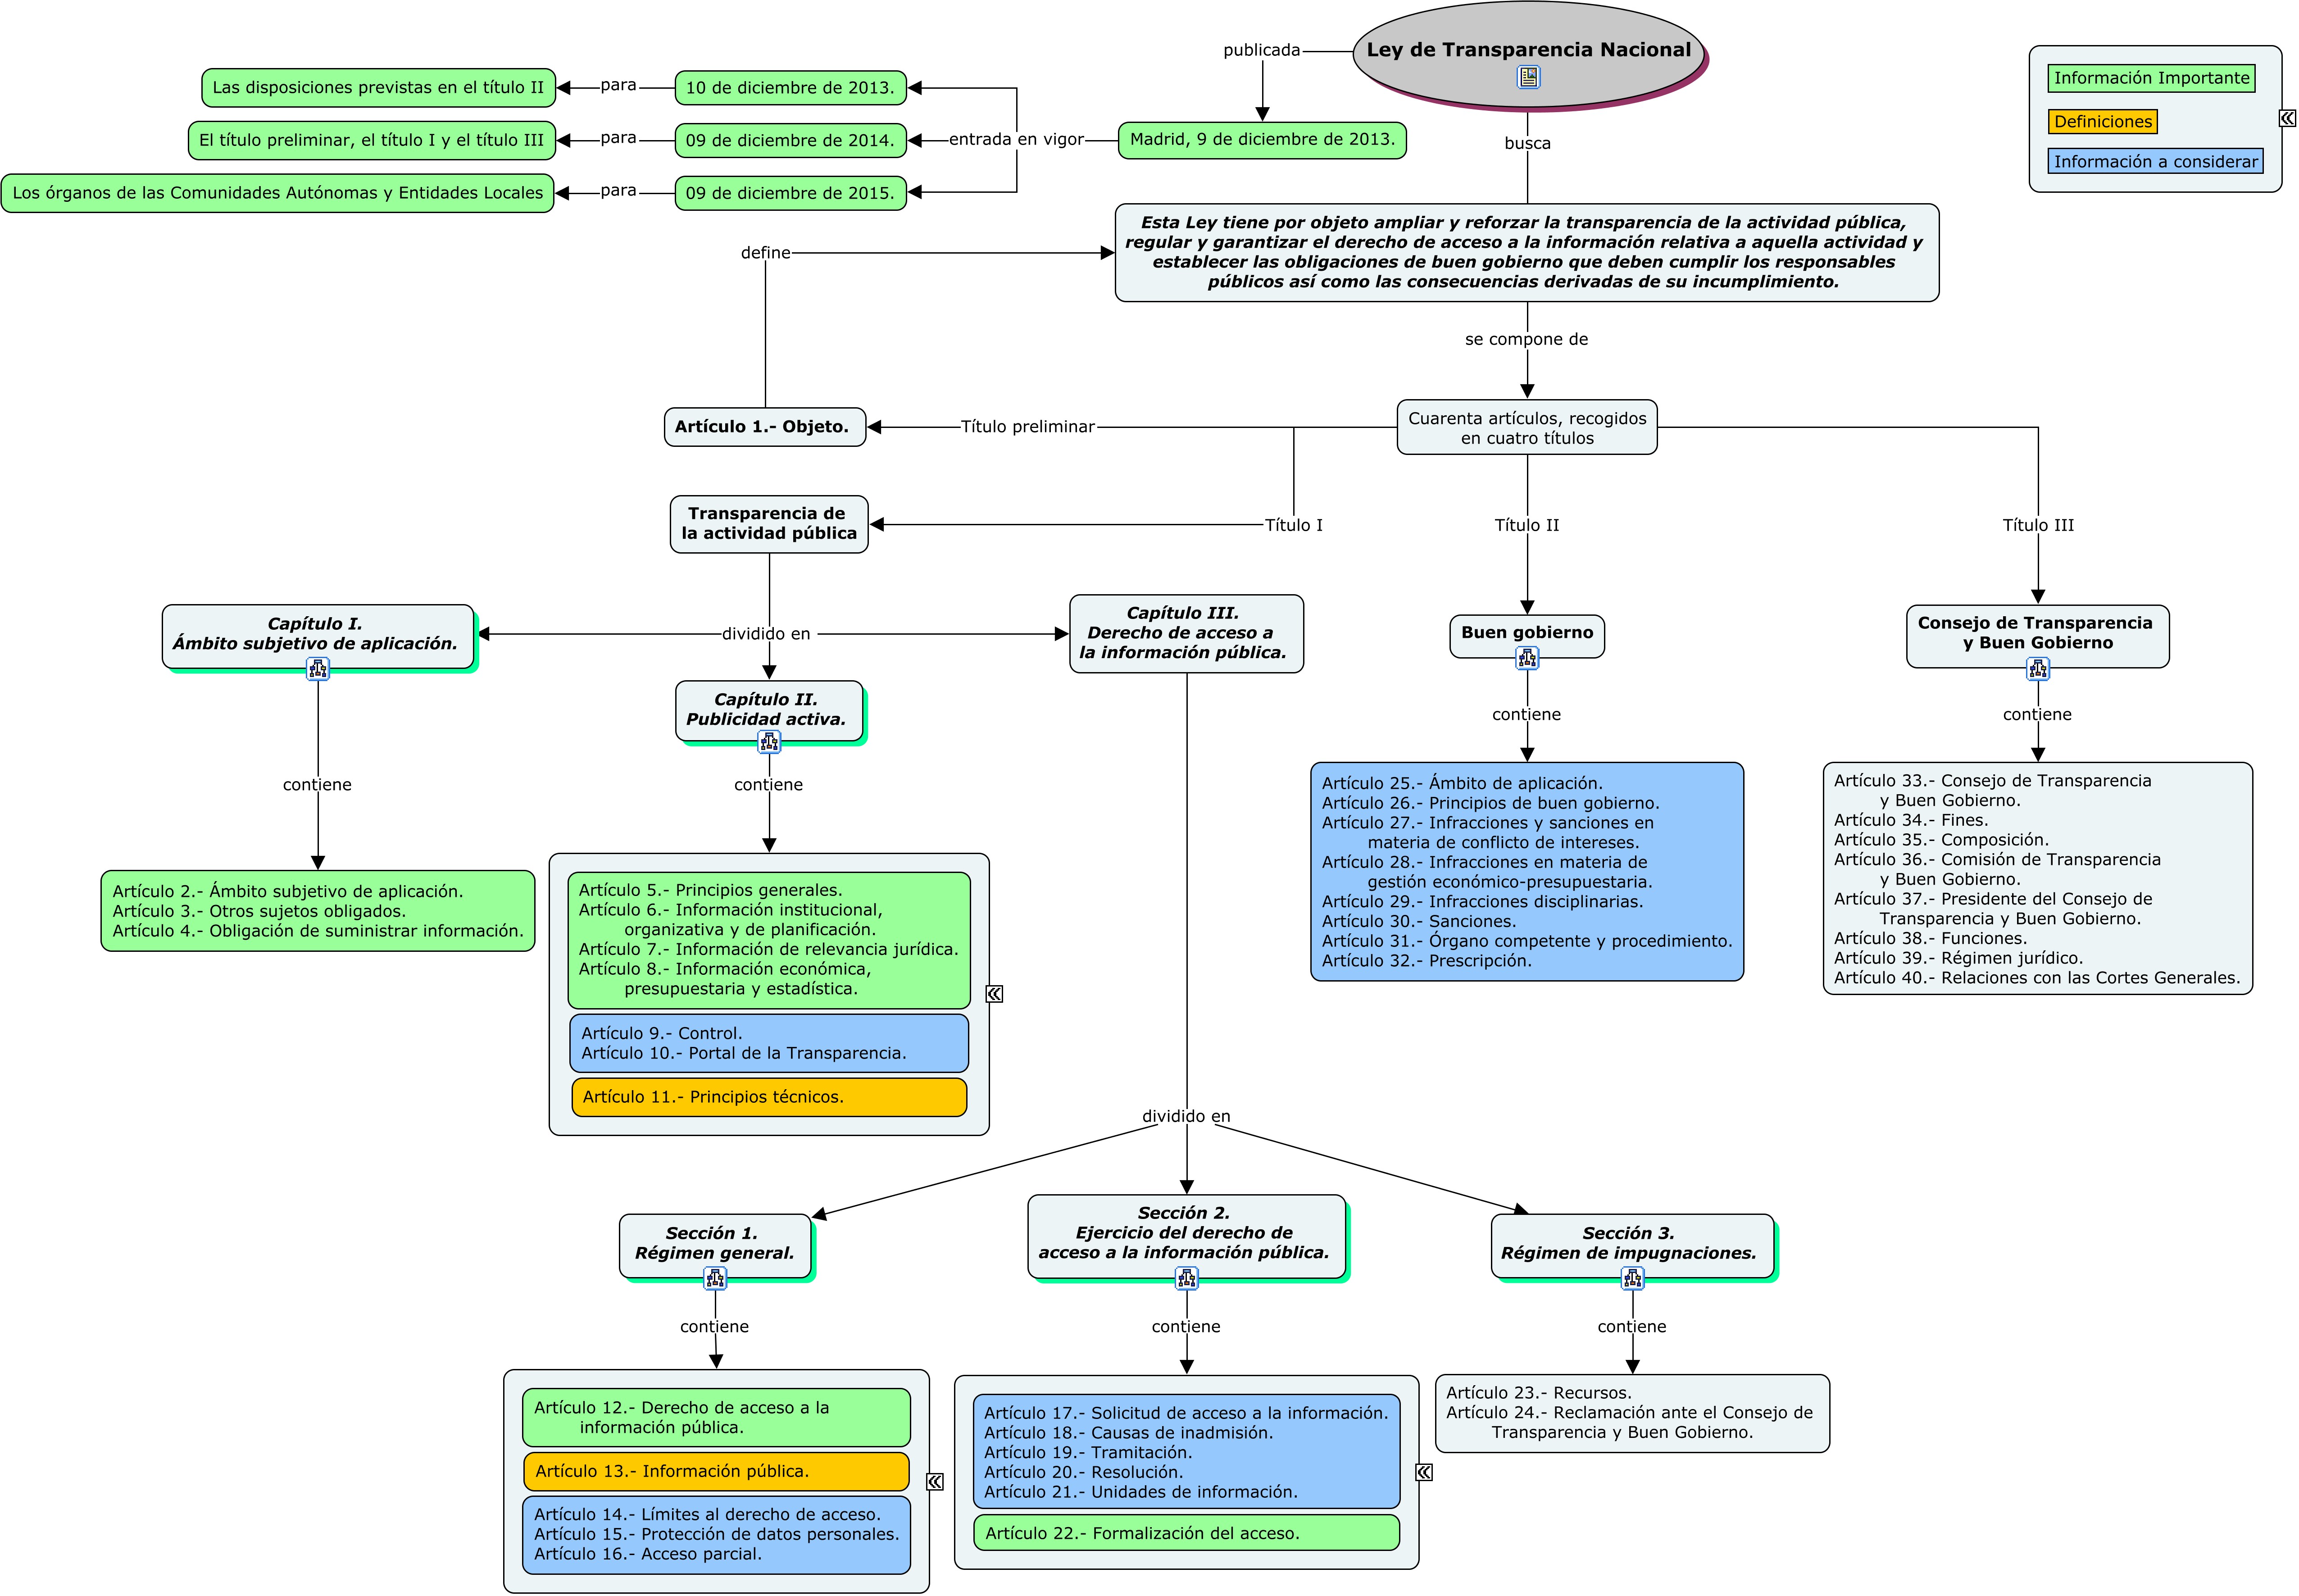 Ley de Transparencia Nacional
publicada
Madrid, 9 de diciembre de 2013.
entrada en vigor
10 de diciembre de 2013.
para
Las disposiciones previstas en el título II
09 de diciembre de 2014.
para
El título preliminar, el título I y el título III
09 de diciembre de 2015.
para
Los órganos de las Comunidades Autónomas y Entidades Locales
Información Importante
Definiciones
Información a considerar
busca
Esta Ley tiene por objeto ampliar y reforzar la transparencia de la actividad pública,
regular y garantizar el derecho de acceso a la información relativa a aquella actividad y
establecer las obligaciones de buen gobierno que deben cumplir los responsables
públicos así como las consecuencias derivadas de su incumplimiento.
define
se compone de
Cuarenta artículos, recogidos
en cuatro títulos
Título preliminar
Artículo 1.- Objeto.
Título I
Transparencia de
la actividad pública
Título II
Título III
dividido en
Capítulo I.
Ámbito subjetivo de aplicación.
contiene
Artículo 2.- Ámbito subjetivo de aplicación.
Artículo 3.- Otros sujetos obligados.
Artículo 4.- Obligación de suministrar información.
Capítulo II.
Publicidad activa.
contiene
Artículo 5.- Principios generales.
Artículo 6.- Información institucional,
organizativa y de planificación.
Artículo 7.- Información de relevancia jurídica.
Artículo 8.- Información económica,
presupuestaria y estadística.
Artículo 9.- Control.
Artículo 10.- Portal de la Transparencia.
Artículo 11.- Principios técnicos.
Capítulo III.
Derecho de acceso a
la información pública.
Buen gobierno
contiene
Artículo 25.- Ámbito de aplicación.
Artículo 26.- Principios de buen gobierno.
Artículo 27.- Infracciones y sanciones en
materia de conflicto de intereses.
Artículo 28.- Infracciones en materia de
gestión económico-presupuestaria.
Artículo 29.- Infracciones disciplinarias.
Artículo 30.- Sanciones.
Artículo 31.- Órgano competente y procedimiento.
Artículo 32.- Prescripción.
Consejo de Transparencia
y Buen Gobierno
contiene
Artículo 33.- Consejo de Transparencia
y Buen Gobierno.
Artículo 34.- Fines.
Artículo 35.- Composición.
Artículo 36.- Comisión de Transparencia
y Buen Gobierno.
Artículo 37.- Presidente del Consejo de
Transparencia y Buen Gobierno.
Artículo 38.- Funciones.
Artículo 39.- Régimen jurídico.
Artículo 40.- Relaciones con las Cortes Generales.
dividido en
Sección 1.
Régimen general.
contiene
Artículo 12.- Derecho de acceso a la
información pública.
Artículo 13.- Información pública.
Artículo 14.- Límites al derecho de acceso.
Artículo 15.- Protección de datos personales.
Artículo 16.- Acceso parcial.
Sección 2.
Ejercicio del derecho de
acceso a la información pública.
contiene
Artículo 17.- Solicitud de acceso a la información.
Artículo 18.- Causas de inadmisión.
Artículo 19.- Tramitación.
Artículo 20.- Resolución.
Artículo 21.- Unidades de información.
Artículo 22.- Formalización del acceso.
Sección 3.
Régimen de impugnaciones.
contiene
Artículo 23.- Recursos.
Artículo 24.- Reclamación ante el Consejo de
Transparencia y Buen Gobierno.